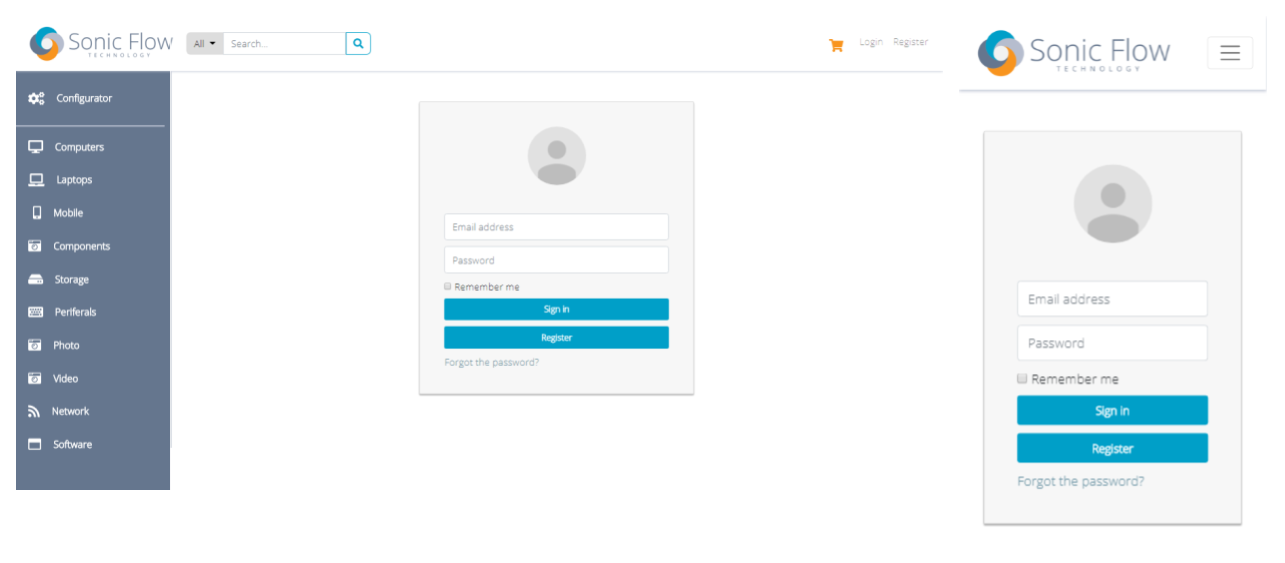 Sonic Flow
TECHNOLOGY
All
Search...
Login Register
Configurator
Computers
Laptops
Mobile
Components
Storage
Periferals
Photo
Video
Network
Software
Email address
Password
Remember me
Sign in
Register
Forgot the password?
Sonic Flow
TECHNOLOGY
Email address
Password
Remember me
Sign in
Register
Forgot the password?